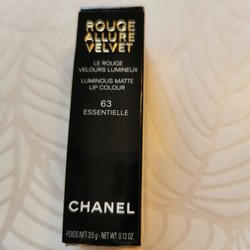 ROUGE
ALLURE
VELVET
LE ROUGE
VELOURS LUMINEUX
LUMINOUS MATTE
LIP COLOUR
63
ESSENTIELLE
CHANEL
POIDS NET 3.5 g - NET WT. 0.12 OZ.